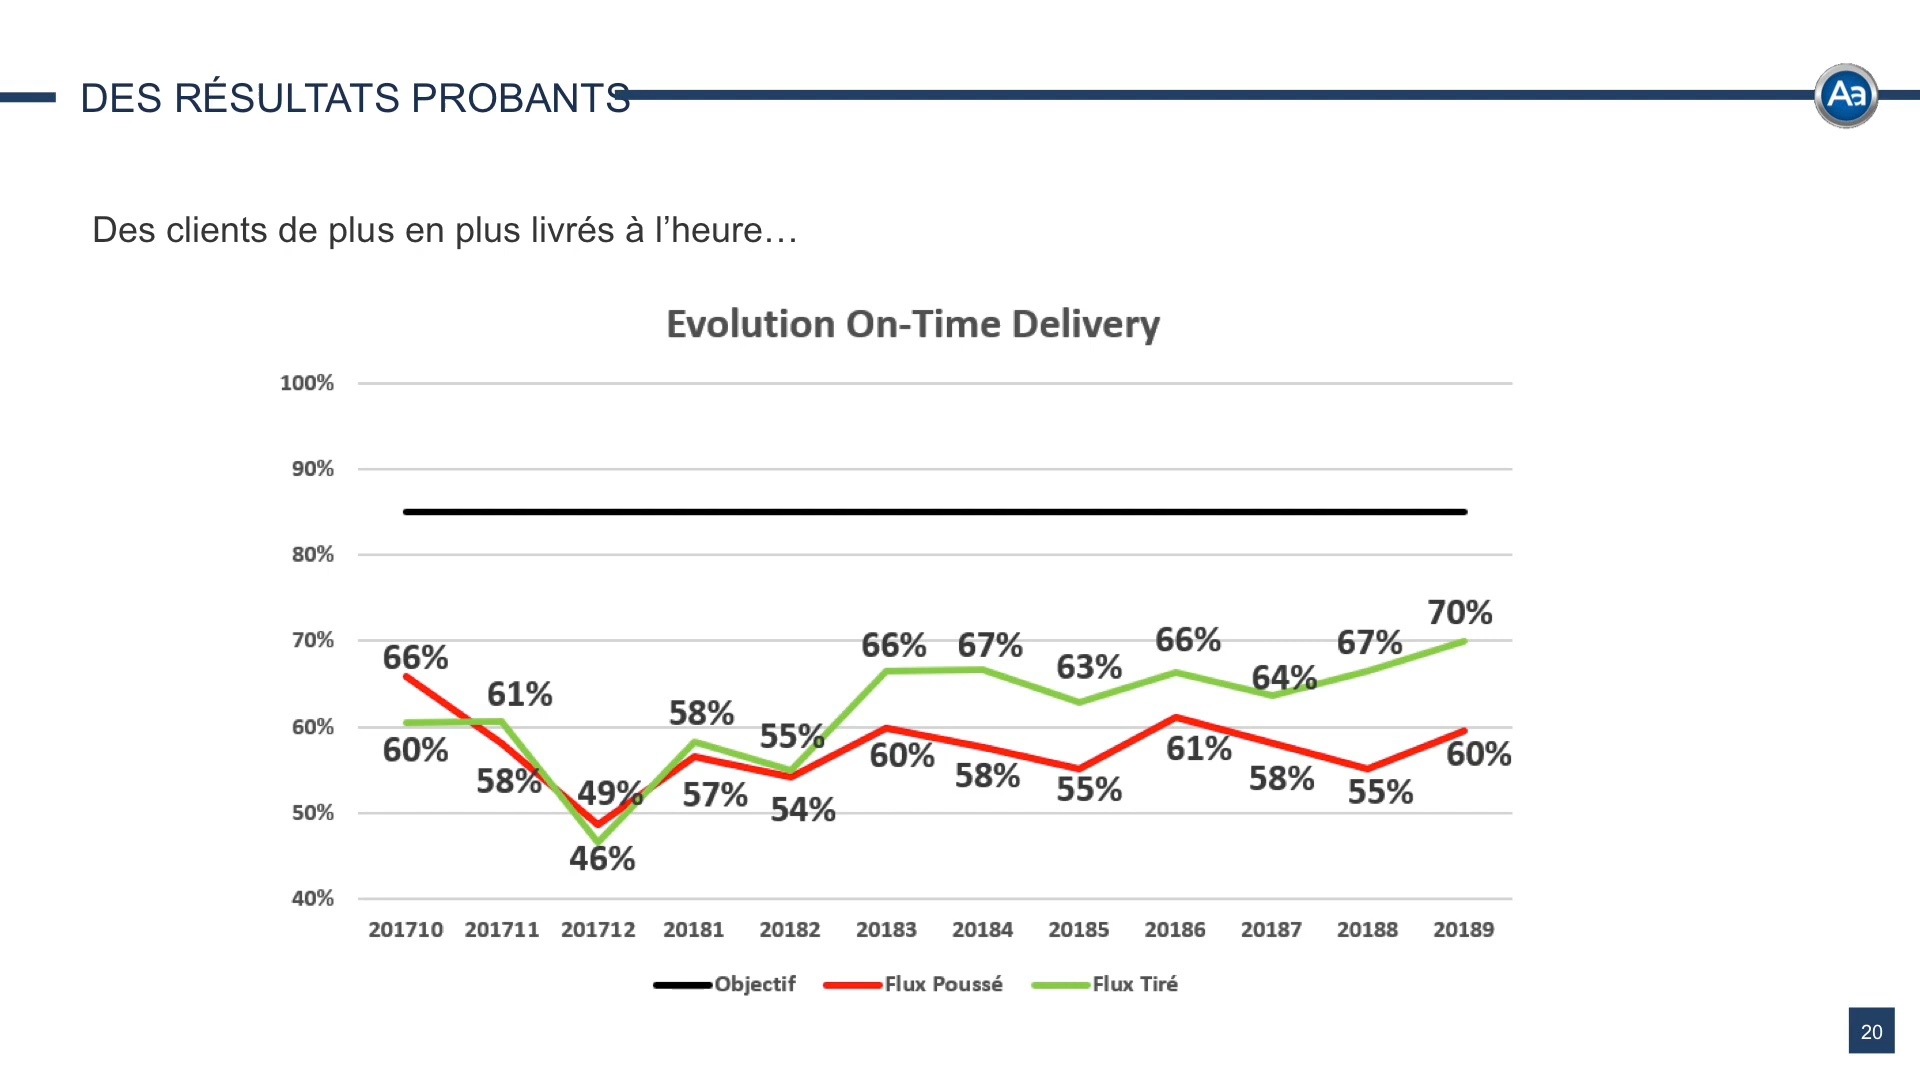 DES RÉSULTATS PROBANTS
Aa
Des clients de plus en plus livrés à l’heure…
Evolution On-Time Delivery
100%
90%
80%
70%
60%
50%
40%
66% 61% 49% 58% 55% 66% 67% 63% 66% 64% 67% 70%
60% 58% 46% 57% 54% 60% 58% 55% 61% 58% 55% 60%
201710 201711 201712 20181 20182 20183 20184 20185 20186 20187 20188 20189
Objectif Flux Poussé Flux Tiré
20